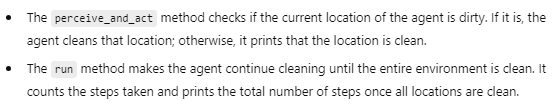 • The perceive_and_act method checks if the current location of the agent is dirty. If it is, the
agent cleans that location; otherwise, it prints that the location is clean.
• The run method makes the agent continue cleaning until the entire environment is clean. It
counts the steps taken and prints the total number of steps once all locations are clean.